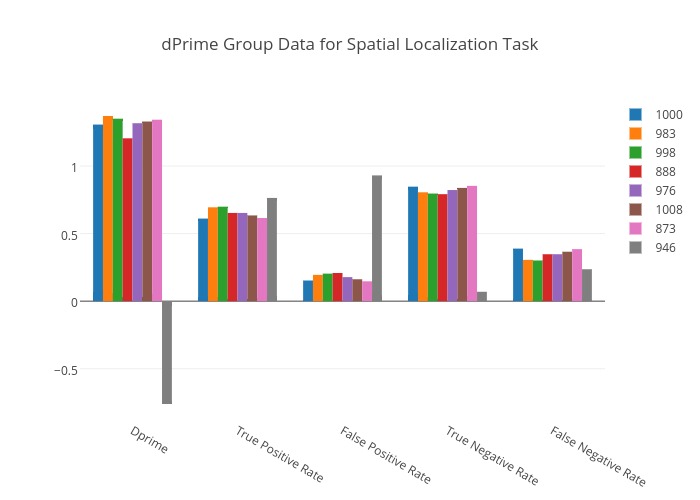 dPrime Group Data for Spatial Localization Task
1000
983
998
888
976
1008
873
946
1
0.5
0
−0.5
Dprime
True Positive Rate
False Positive Rate
True Negative Rate
False Negative Rate